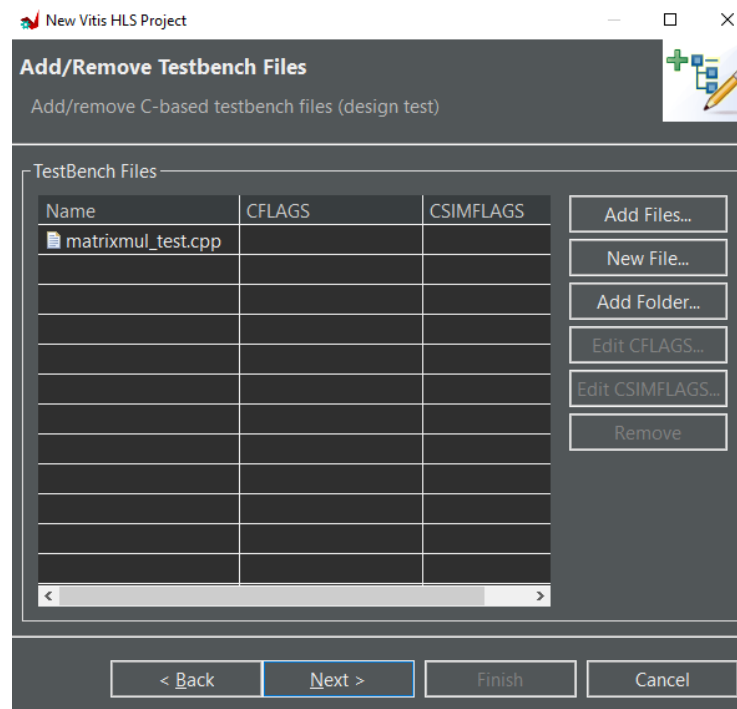 New Vitis HLS Project
Add/Remove Testbench Files
Add/remove C-based testbench files (design test)
TestBench Files
Name CFLAGS CSIMFLAGS
matrixmul_test.cpp
Add Files...
New File...
Add Folder...
Edit CFLAGS...
Edit CSIMFLAGS...
Remove
< Back Next > Finish Cancel